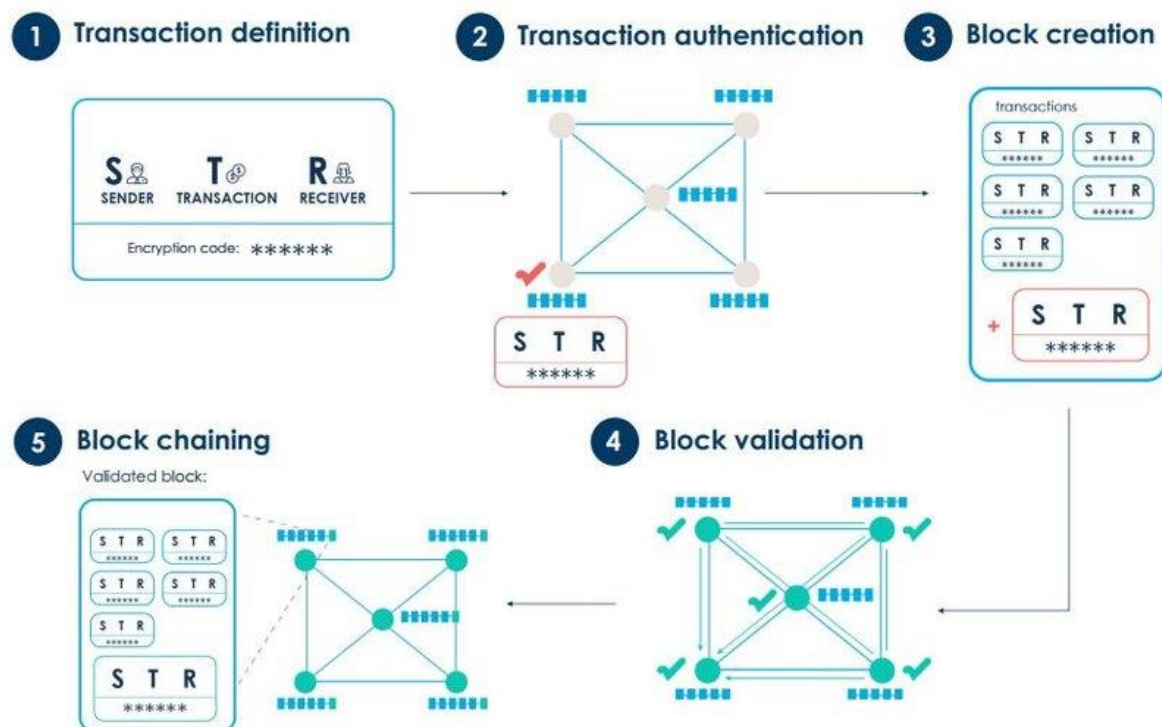 1 Transaction definition
S T R
SENDER TRANSACTION RECEIVER
Encryption code: ******
2 Transaction authentication
S T R
******
3 Block creation
transactions
S T R S T R
****** ******
S T R S T R
****** ******
S T R
******
+ S T R
******
4 Block validation
5 Block chaining
Validated block:
S T R S T R
****** ******
S T R S T R
****** ******
S T R
******
S T R
******